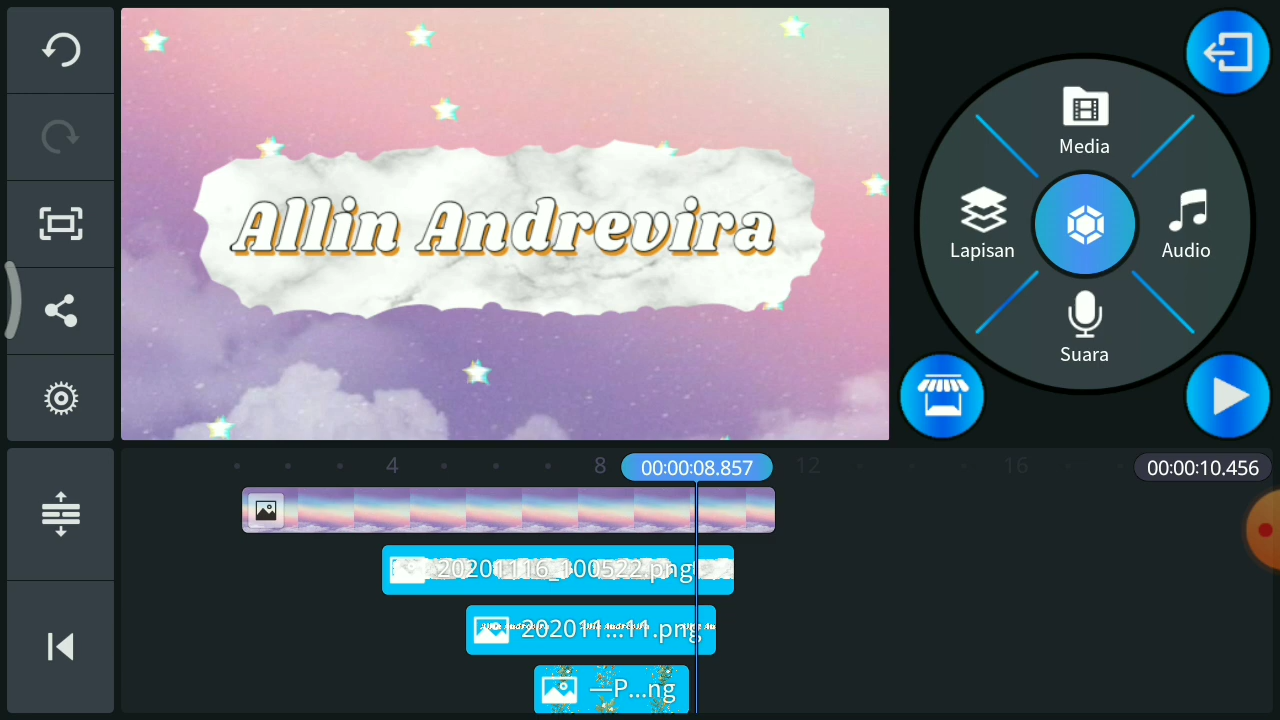 Allin Andrevira
Media
Lapisan
Audio
Suara
4
8
00:00:08.857
12
16
00:00:10.456
20201116_100522.png
202011...11.png
—P...ng